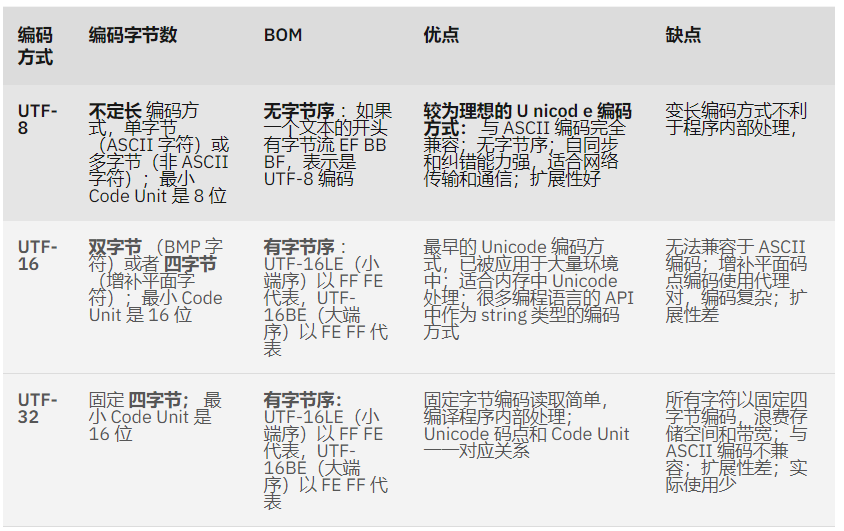 编码 编码字节数 BOM 优点 缺点
方式
UTF-
8
不定长 编码方
式，单字节
（ASCII 字符）或
多字节（非 ASCII
字符）；最小
Code Unit 是 8 位
无字节序 ：如果
一个文本的开头
有字节流 EF BB
BF，表示是
UTF-8 编码
较为理想的 U nicod e 编码
方式： 与 ASCII 编码完全
兼容；无字节序；自同步
和纠错能力强，适合网络
传输和通信；扩展性好
变长编码方式不利
于程序内部处理，
UTF-
16
双字节 （BMP 字
符）或者 四字节
（增补平面字
符）；最小 Code
Unit 是 16 位
有字节序 ：
UTF-16LE（小
端序）以 FF FE
代表，UTF-
16BE（大端
序）以 FE FF 代
表
最早的 Unicode 编码方
式，已被应用于大量环境
中；适合内存中 Unicode
处理；很多编程语言的 API
中作为 string 类型的编码
方式
无法兼容于 ASCII
编码；增补平面码
点编码使用代理
对，编码复杂；扩
展性差
UTF-
32
固定 四字节； 最
小 Code Unit 是
16 位
有字节序：
UTF-16LE（小
端序）以 FF FE
代表，UTF-
16BE（大端
序）以 FE FF 代
表
固定字节编码读取简单，
编译程序内部处理；
Unicode 码点和 Code Unit
一一对应关系
所有字符以固定四
字节编码，浪费存
储空间和带宽；与
ASCII 编码不兼
容；扩展性差；实
际使用少